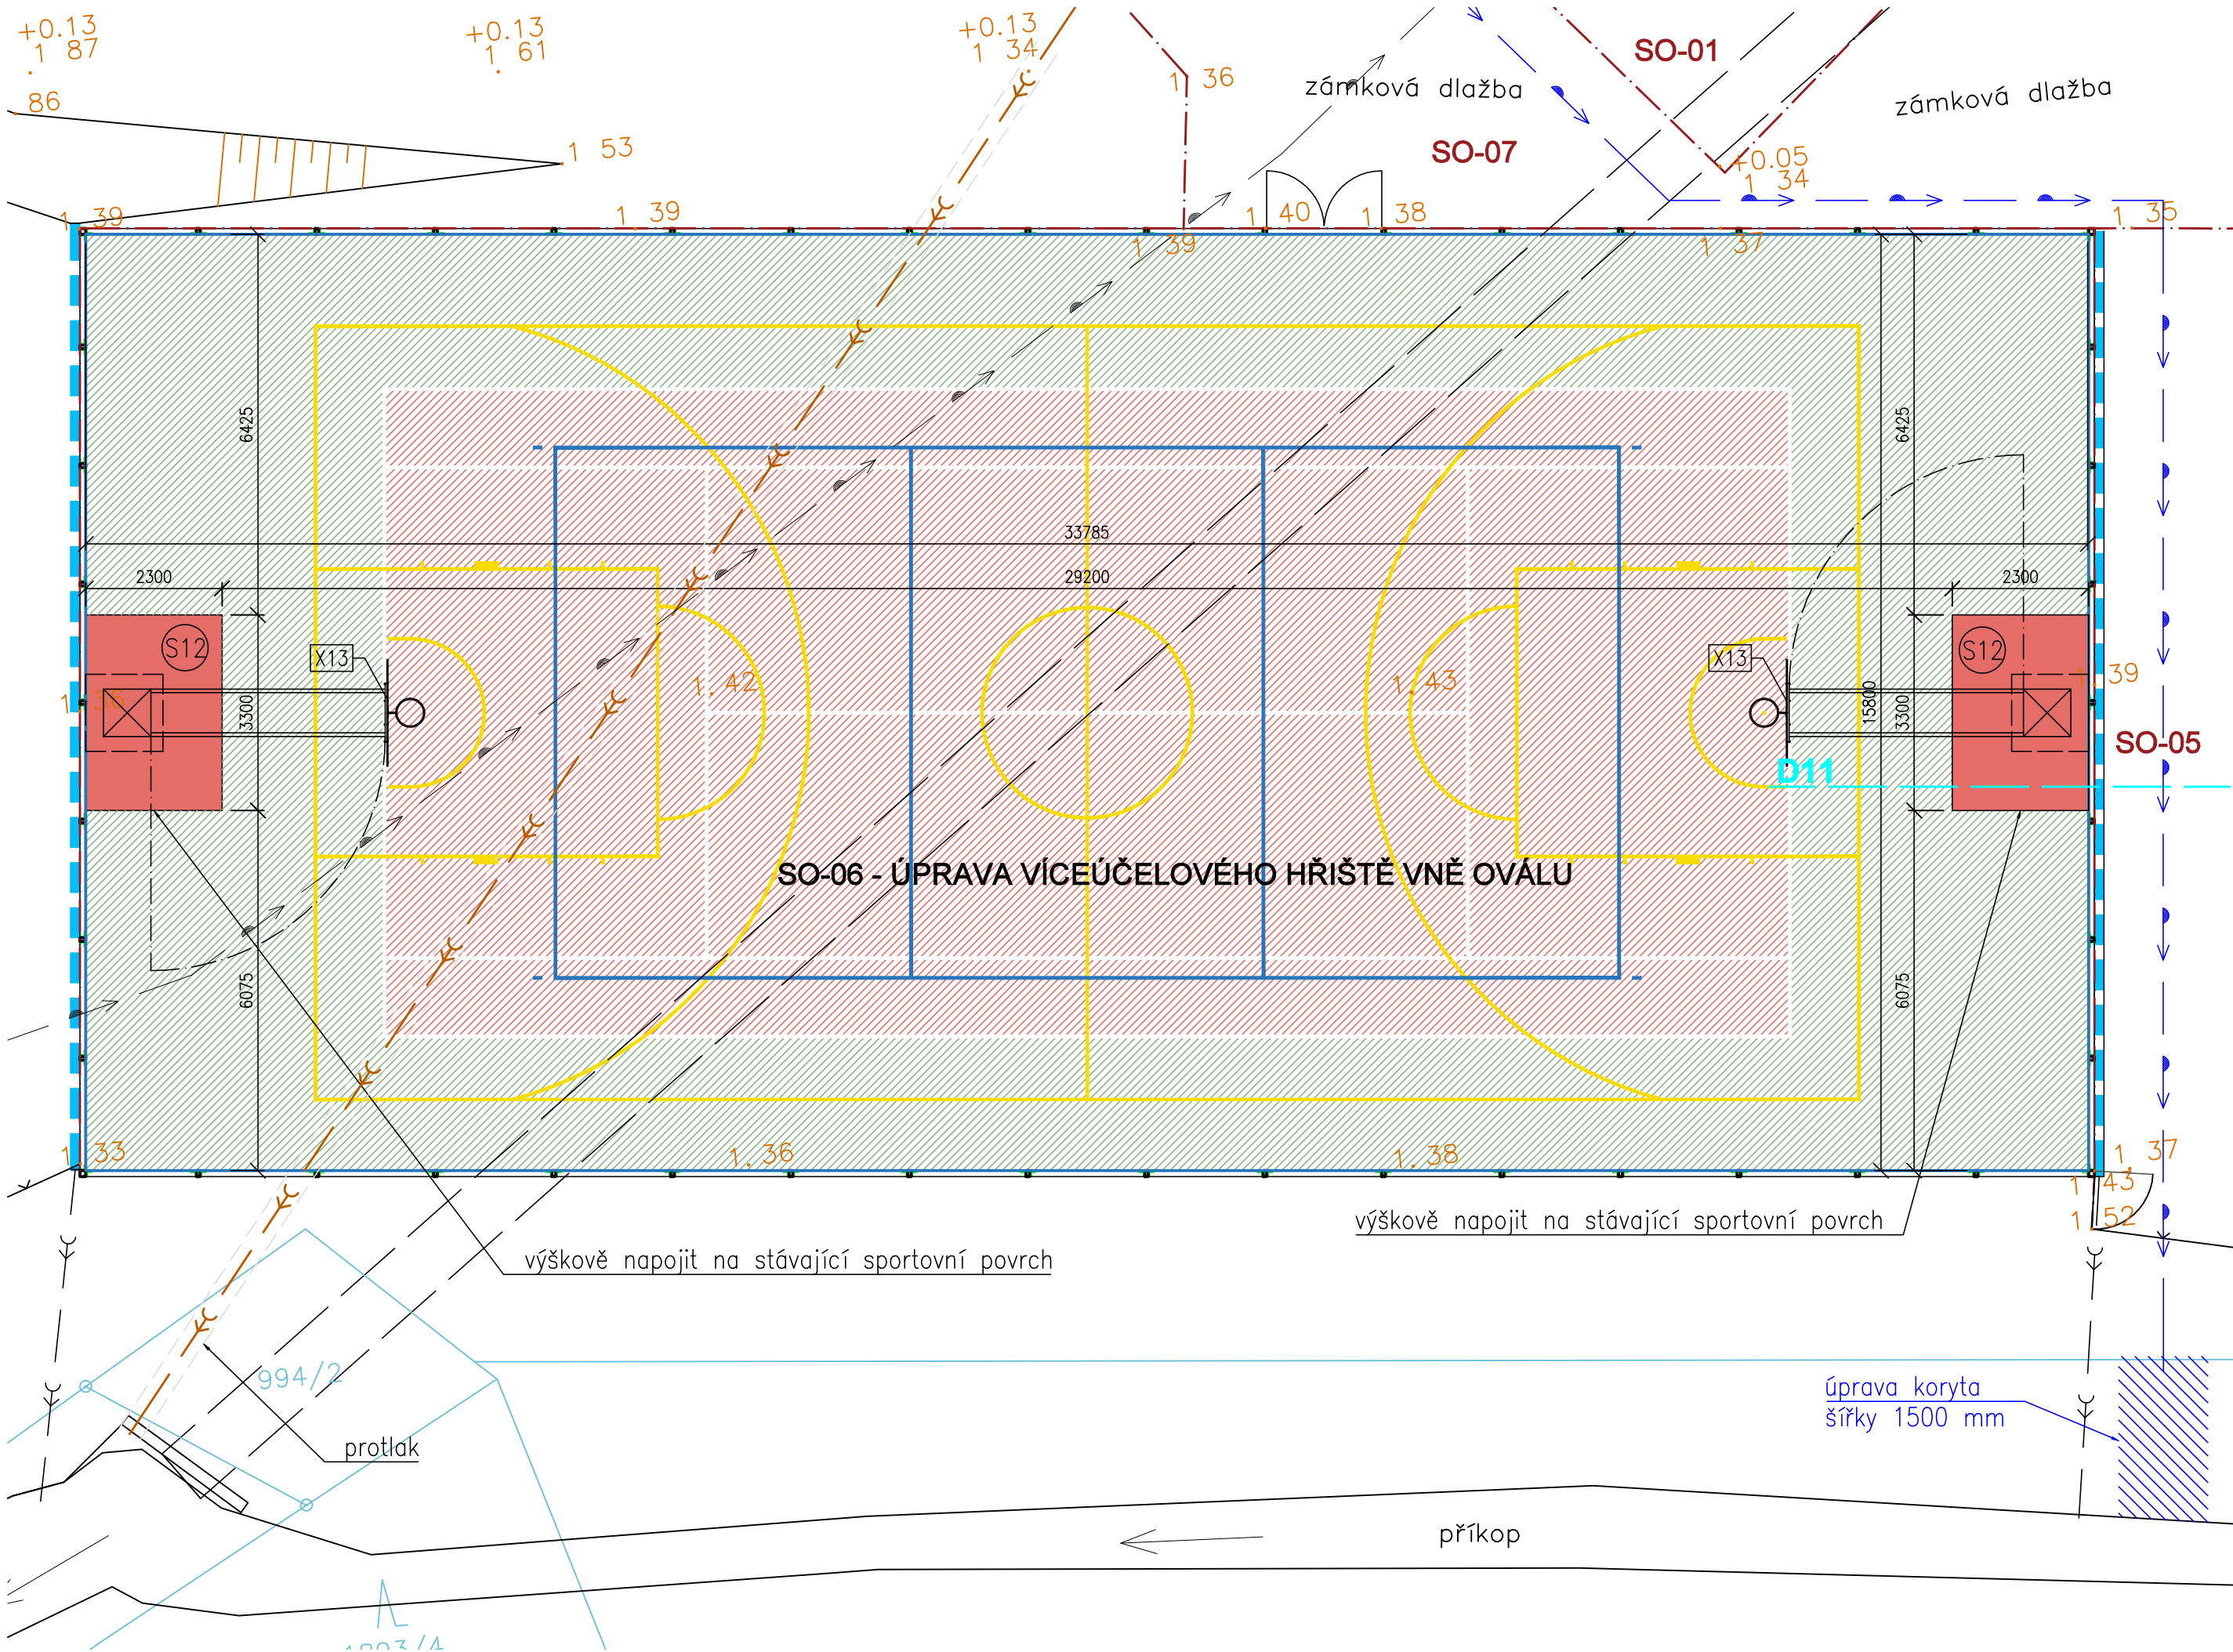 +0.13
1 87
+0.13
1 61
+0.13
1 34
86
1 53
1 36
SO-01
zámková dlažba
zámková dlažba
SO-07
+0.05
1 34
1 39
1.39
1 39
1 40
1 38
1 37
1 35
6425
6425
33785
2300
29200
2300
S12
X13
X13
S12
1.42
1.43
1 39
3300
15800
3300
SO-05
D11
SO-06 - ÚPRAVA VÍCEÚČELOVÉHO HŘIŠTĚ VNĚ OVÁLU
6075
6075
1 33
1.36
1.38
1 37
1 43
1 52
výškově napojit na stávající sportovní povrch
výškově napojit na stávající sportovní povrch
994/2
úprava koryta
šířky 1500 mm
protlak
příkop